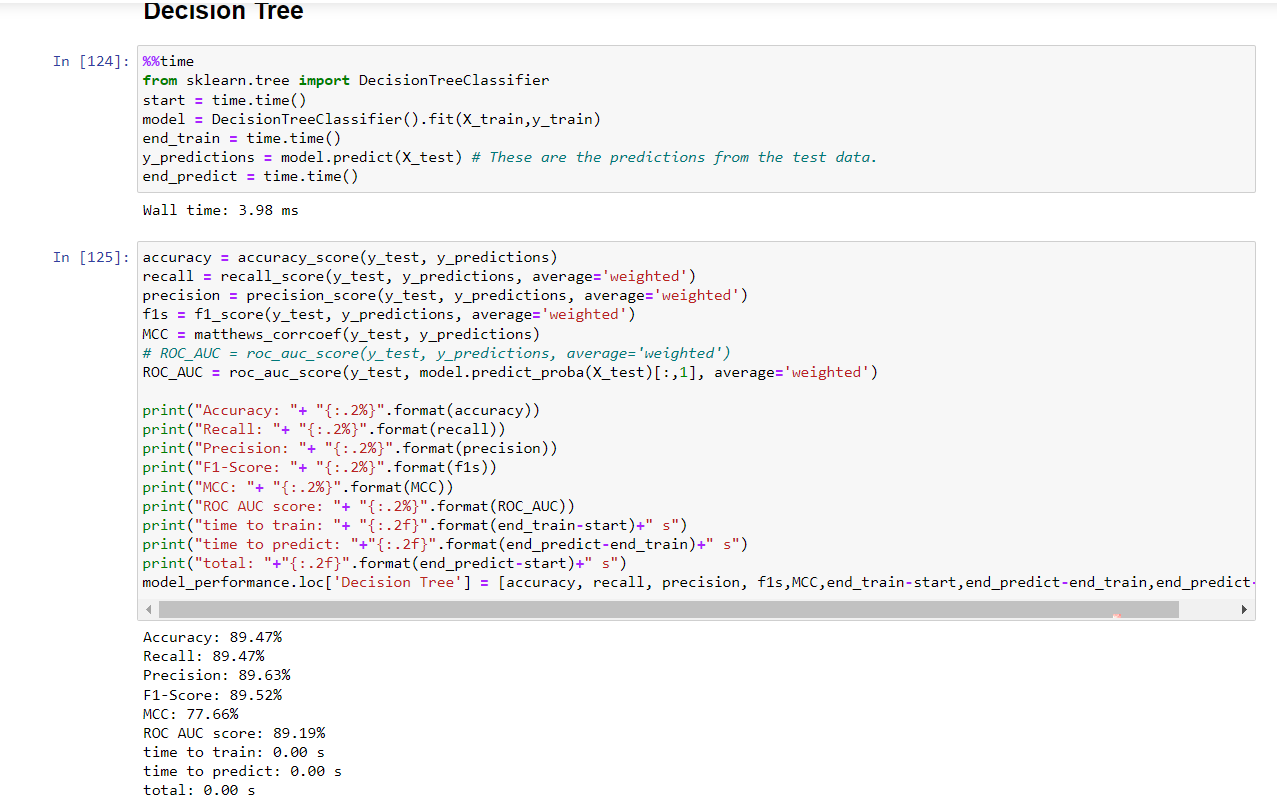 Decision Tree
In [124]:
%%time
from sklearn.tree import DecisionTreeClassifier
start = time.time()
model = DecisionTreeClassifier().fit(X_train,y_train)
end_train = time.time()
y_predictions = model.predict(X_test) # These are the predictions from the test data.
end_predict = time.time()
Wall time: 3.98 ms
In [125]:
accuracy = accuracy_score(y_test, y_predictions)
recall = recall_score(y_test, y_predictions, average='weighted')
precision = precision_score(y_test, y_predictions, average='weighted')
f1s = f1_score(y_test, y_predictions, average='weighted')
MCC = matthews_corrcoef(y_test, y_predictions)
# ROC_AUC = roc_auc_score(y_test, y_predictions, average='weighted')
ROC_AUC = roc_auc_score(y_test, model.predict_proba(X_test)[:,1], average='weighted')
print("Accuracy: "+ "{:.2%}".format(accuracy))
print("Recall: "+ "{:.2%}".format(recall))
print("Precision: "+ "{:.2%}".format(precision))
print("F1-Score: "+ "{:.2%}".format(f1s))
print("MCC: "+ "{:.2%}".format(MCC))
print("ROC AUC score: "+ "{:.2%}".format(ROC_AUC))
print("time to train: "+ "{:.2f}".format(end_train-start)+" s")
print("time to predict: "+"{:.2f}".format(end_predict-end_train)+" s")
print("total: "+"{:.2f}".format(end_predict-start)+" s")
model_performance.loc['Decision Tree'] = [accuracy, recall, precision, f1s,MCC,end_train-start,end_predict-end_train,end_predict-
Accuracy: 89.47%
Recall: 89.47%
Precision: 89.63%
F1-Score: 89.52%
MCC: 77.66%
ROC AUC score: 89.19%
time to train: 0.00 s
time to predict: 0.00 s
total: 0.00 s